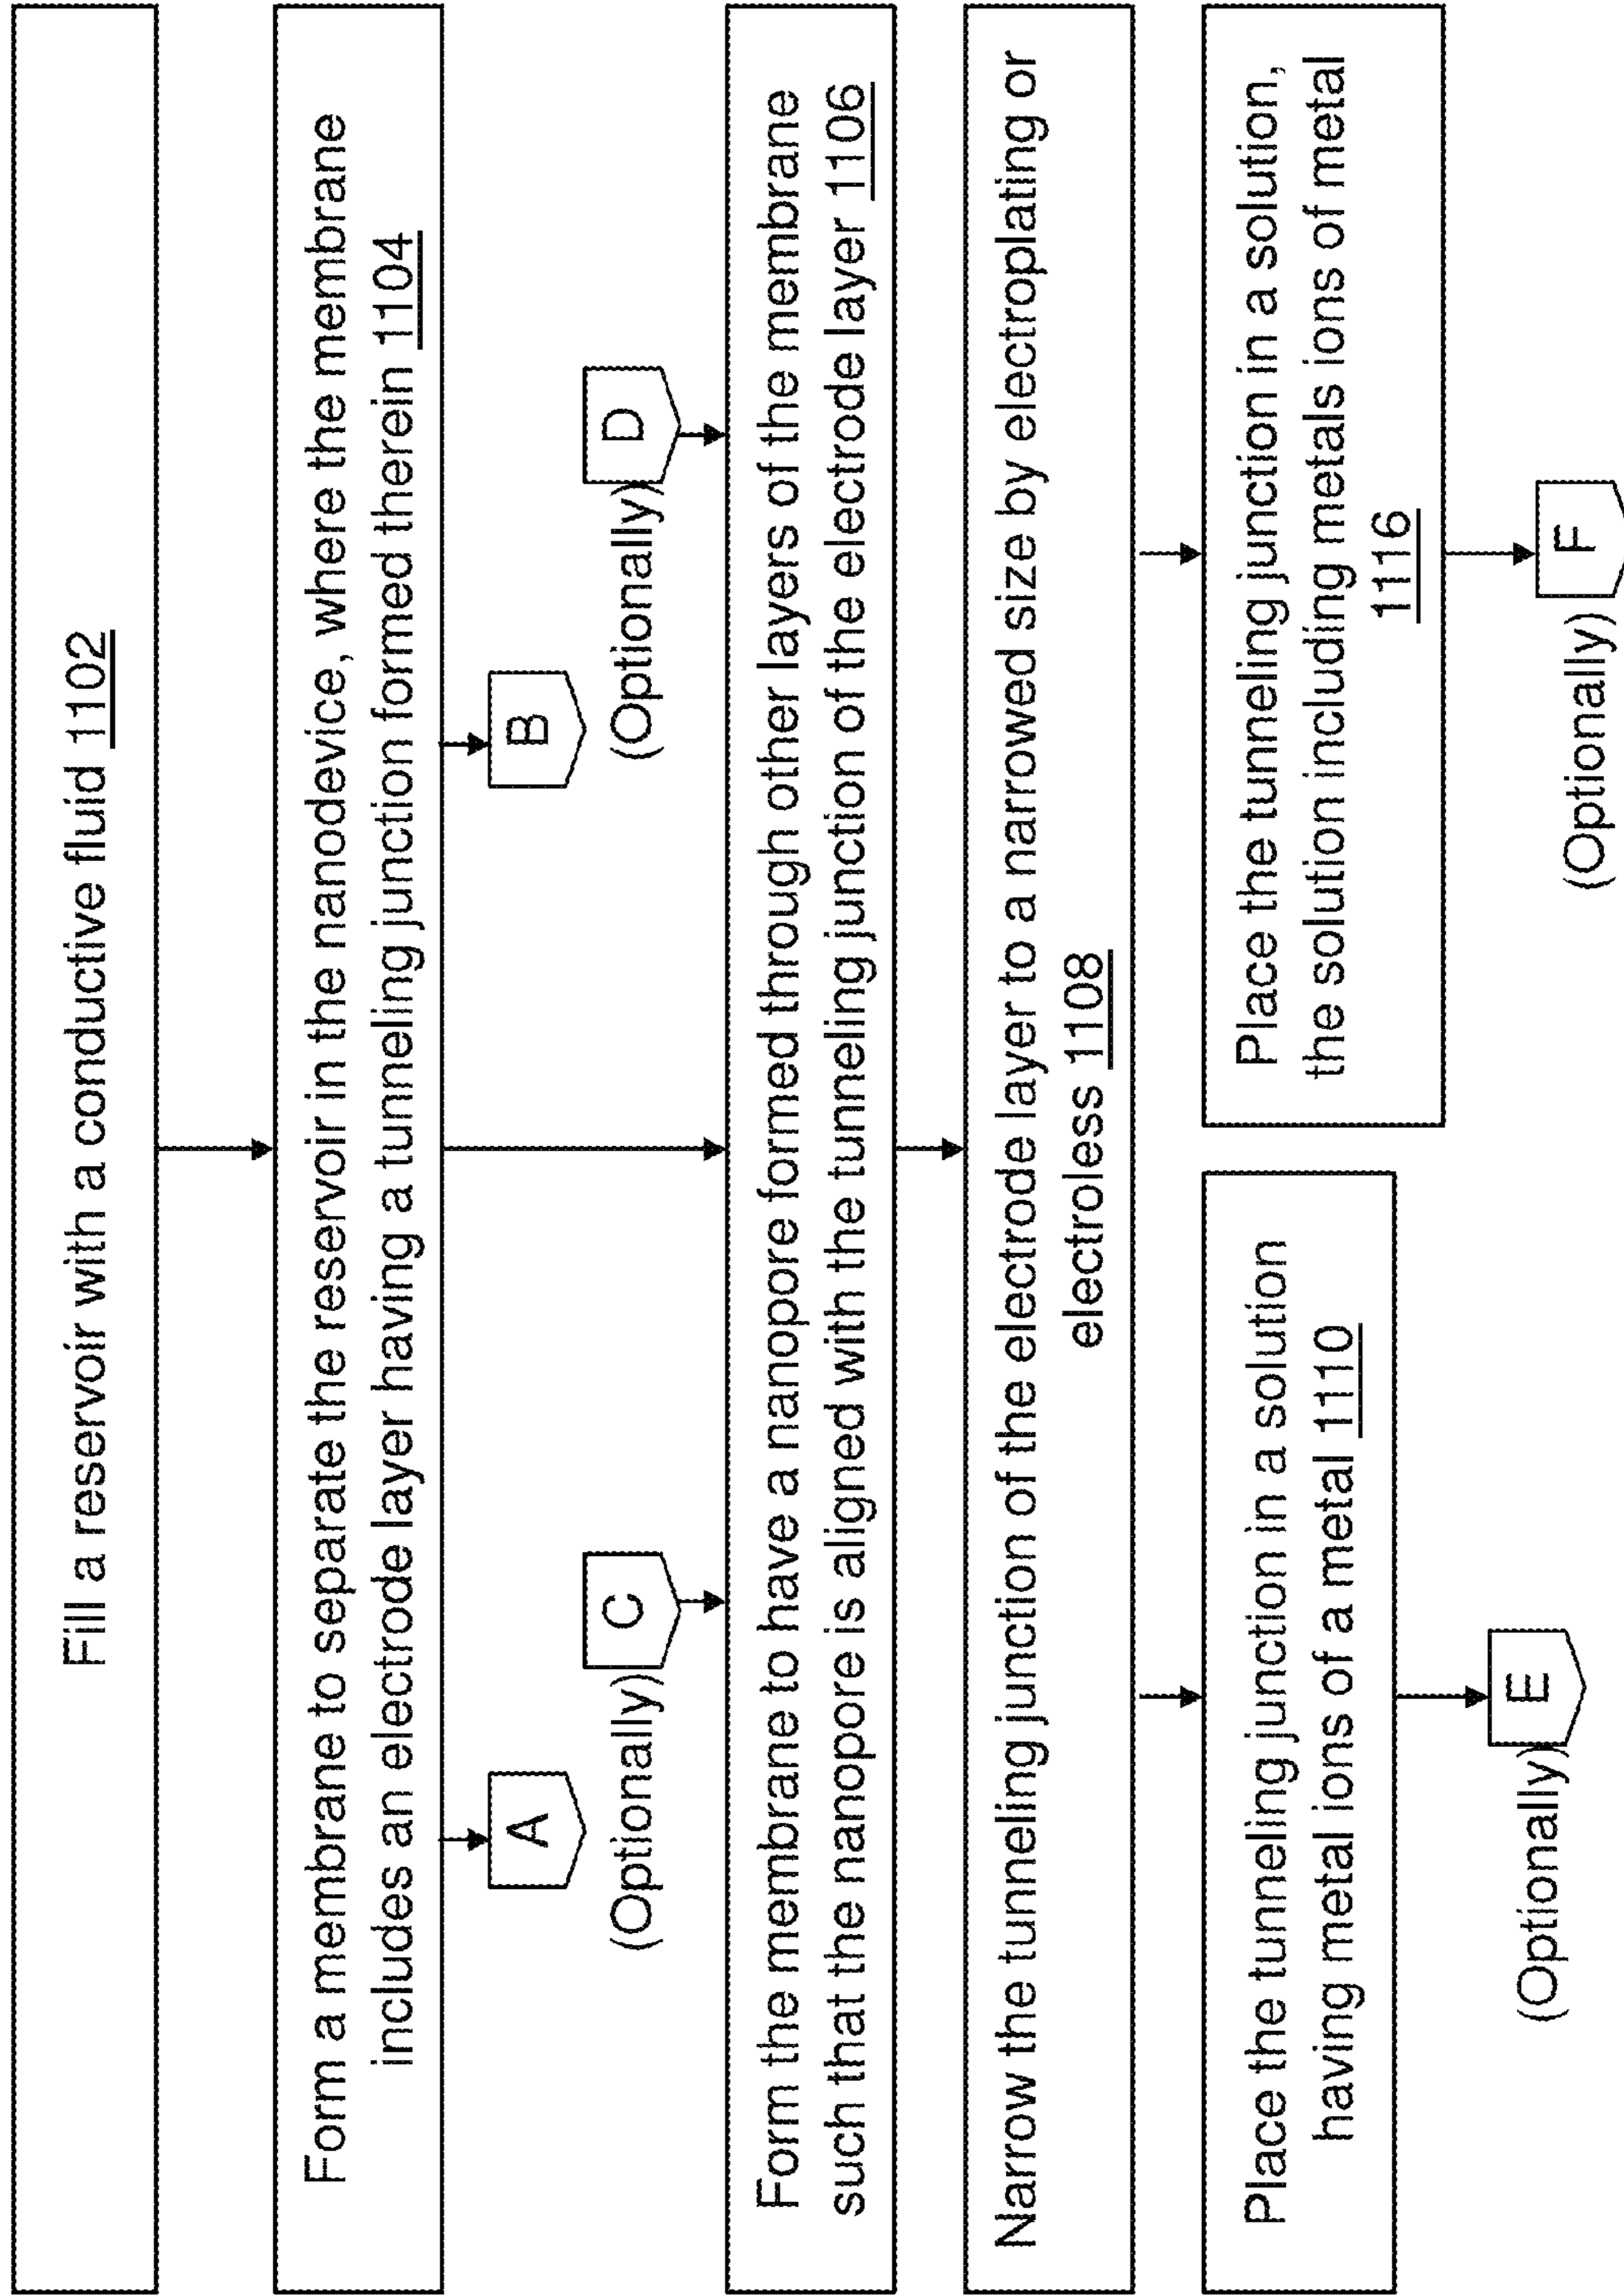 Fill a reservoir with a conductive fluid 1102
Form a membrane to separate the reservoir in the nanodevice, where the membrane
includes an electrode layer having a tunneling junction formed therein 1104
A
B
(Optionally)
C
(Optionally)
D
Form the membrane to have a nanopore formed through other layers of the membrane
such that the nanopore is aligned with the tunneling junction of the electrode layer 1106
Narrow the tunneling junction of the electrode layer to a narrowed size by electroplating or
electroless 1108
Place the tunneling junction in a solution
having metal ions of a metal 1110
Place the tunneling junction in a solution,
the solution including metals ions of metal
1116
(Optionally)
E
(Optionally)
F